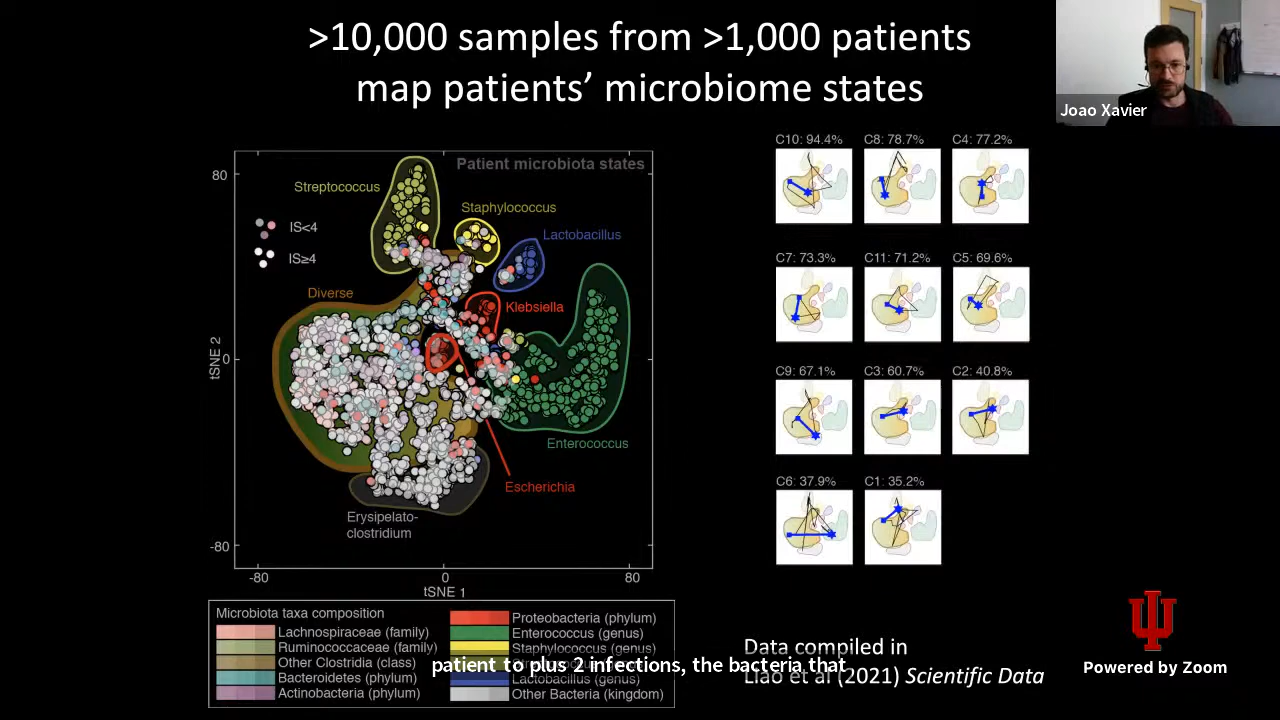 >10,000 samples from >1,000 patients
map patients’ microbiome states
Joao Xavier
Patient microbiota states
80
Streptococcus
Staphylococcus
IS<4
Lactobacillus
IS≥4
Diverse
Klebsiella
tSNE 2
0
Enterococcus
Escherichia
Erysipelato-
clostridium
-80
-80
0
80
tSNE 1
Microbiota taxa composition
Lachnospiraceae (family)
Ruminococcaceae (family)
Other Clostridia (class)
Bacteroidetes (phylum)
Actinobacteria (phylum)
Proteobacteria (phylum)
Enterococcus (genus)
Staphylococcus (genus)
Lactobacillus (genus)
Other Bacteria (kingdom)
C10: 94.4%
C8: 78.7%
C4: 77.2%
C7: 73.3%
C11: 71.2%
C5: 69.6%
C9: 67.1%
C3: 60.7%
C2: 40.8%
C6: 37.9%
C1: 35.2%
Data compiled in
Liao et al (2021) Scientific Data
patient to plus 2 infections, the bacteria that
Powered by Zoom